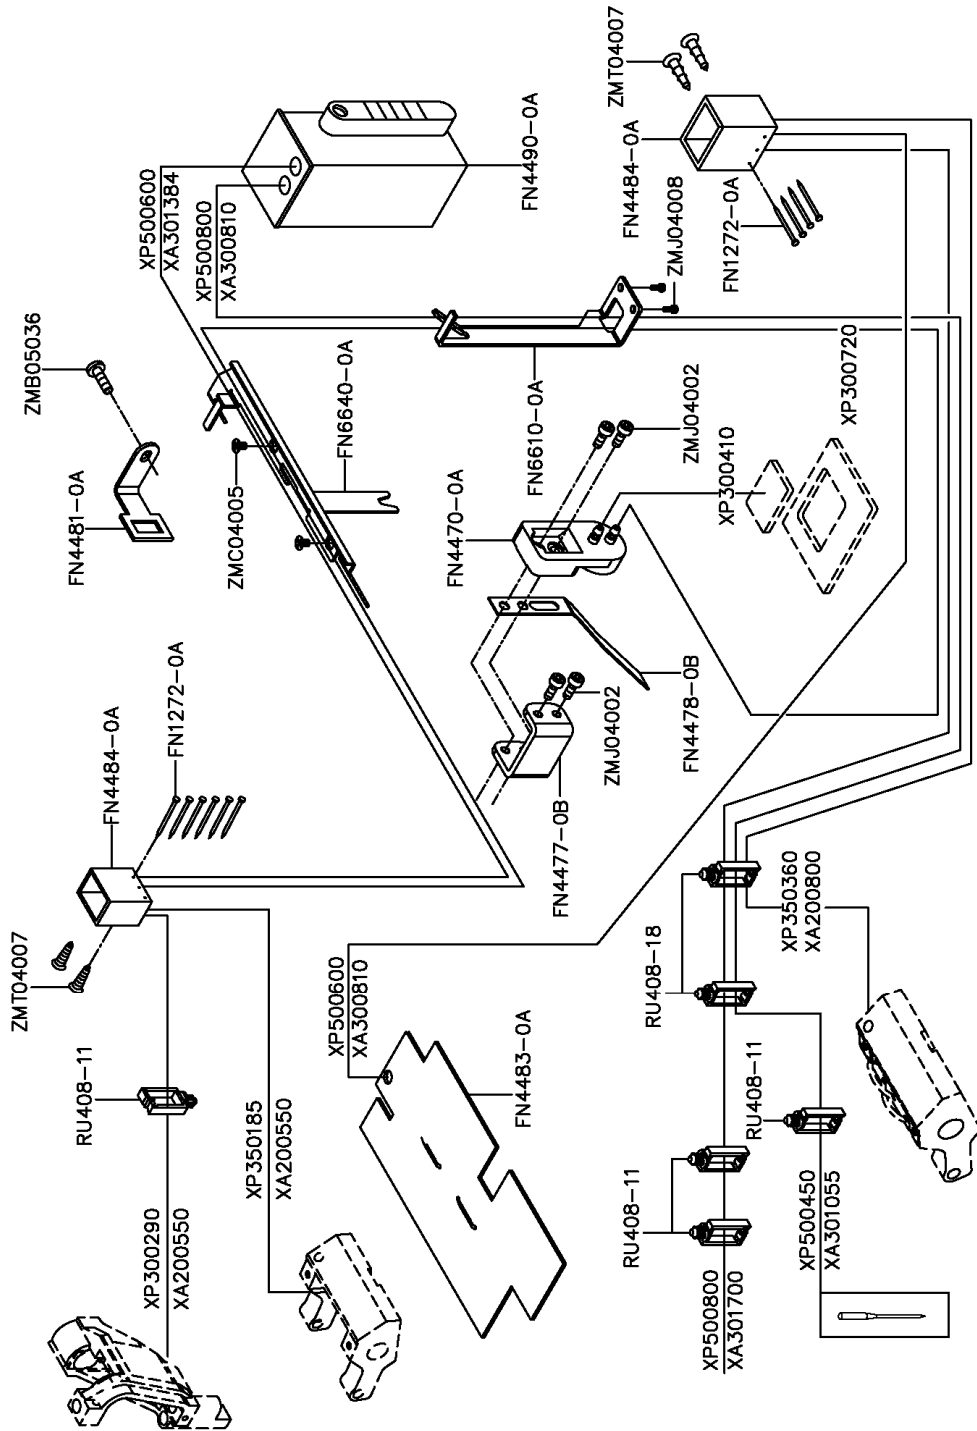 ZMT04007
ZMB05036
FN4481-0A
RU408-11
FN4484-0A
XP300290
XA200550
XP500600
XA301384
FN1272-0A
XP500800
XA300810
ZMC04005
XP350185
XA200550
XP500600
XA300810
FN6640-0A
FN4470-0A
FN4483-0A
FN4490-0A
FN6610-0A
FN4477-0B
ZMJ04002
ZMT04007
RU408-11
FN4484-0A
RU408-18
ZMJ04008
FN4478-0B
ZMJ04002
XP500800
XA301700
XP300410
FN1272-0A
RU408-11
XP350360
XA200800
XP500450
XA301055
XP300720